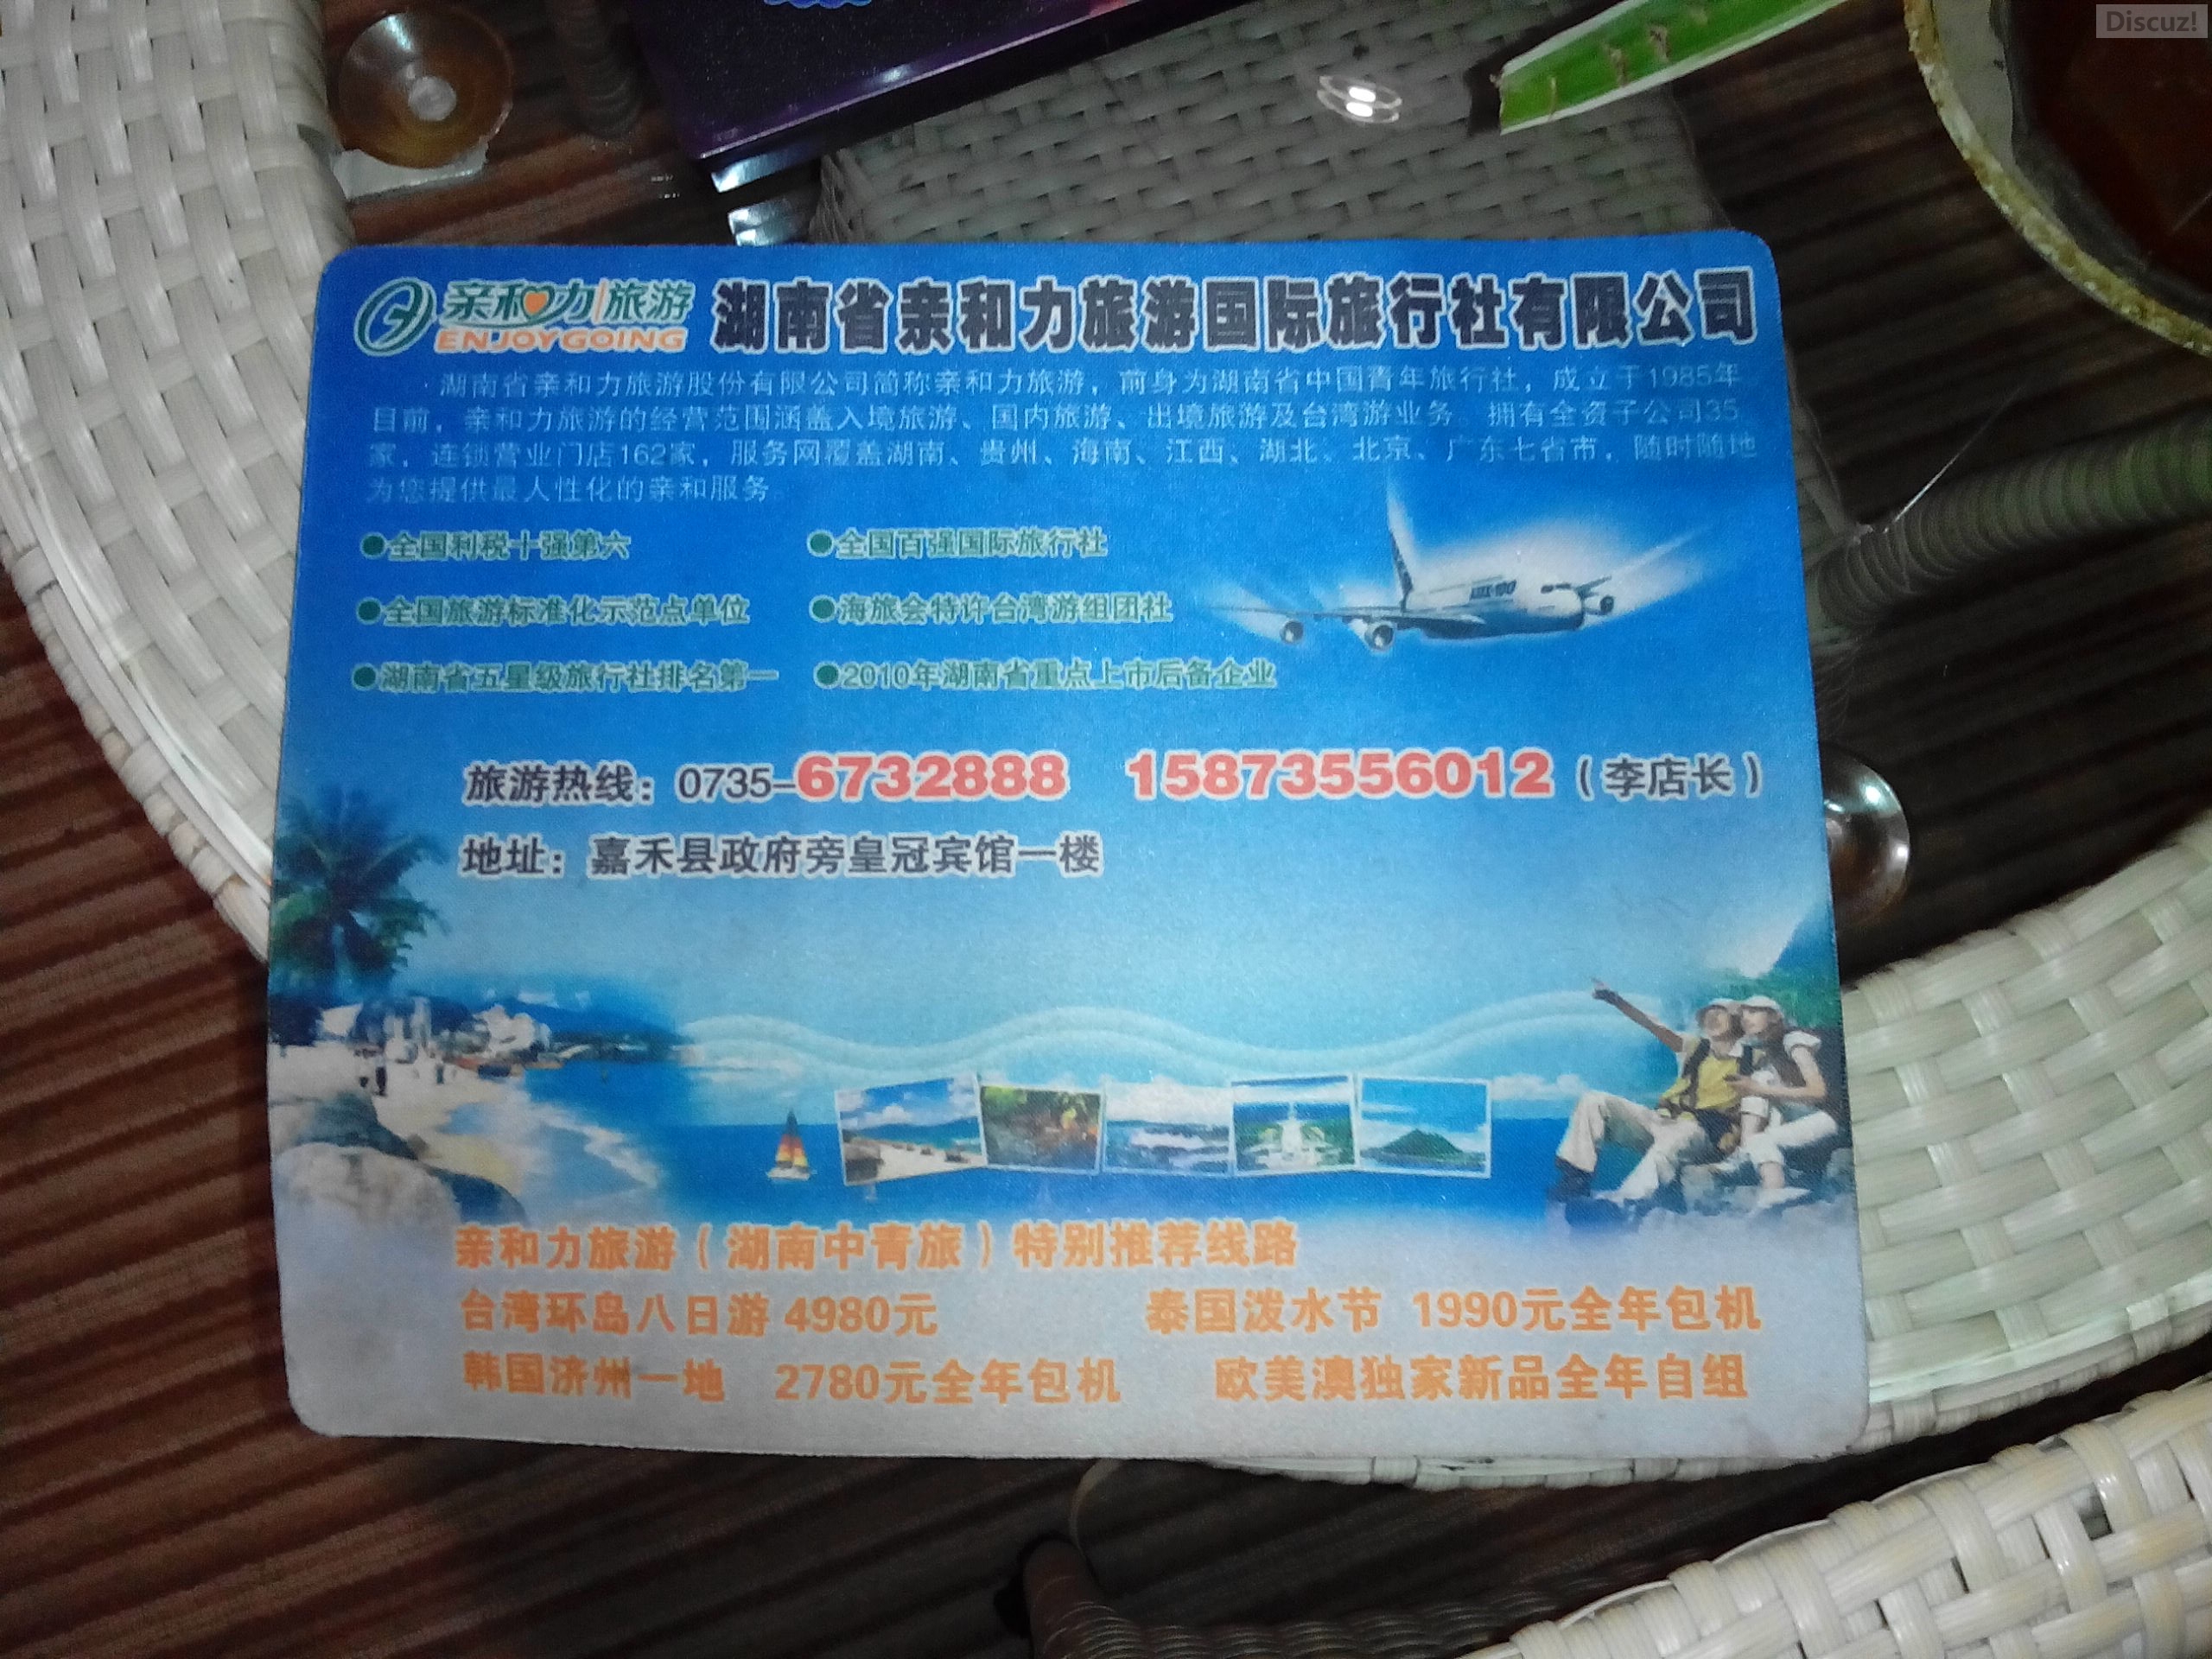 Discuz!
亲和力旅游 湖南省亲和力旅游国际旅行社有限公司
ENJOYGOING
湖南省亲和力旅游股份有限公司简称亲和力旅游，前身为湖南省中国青年旅行社，成立于1985年。
目前，亲和力旅游的经营范围涵盖入境旅游、国内旅游、出境旅游及台湾游业务。拥有全资子公司35
家，连锁营业门店162家，服务网覆盖湖南、贵州、海南、江西、湖北、北京、广东七省市，随时随地
为您提供最人性化的亲和服务。
●全国利税十强第六 ●全国百强国际旅行社
●全国旅游标准化示范点单位 ●海旅会特许台湾游组团社
●湖南省五星级旅行社排名第一 ●2010年湖南省重点上市后备企业
旅游热线：0735-6732888 15873556012（李店长）
地址：嘉禾县政府旁皇冠宾馆一楼
亲和力旅游（湖南中青旅）特别推荐线路
台湾环岛八日游 4980元 泰国泼水节 1990元全年包机
韩国济州一地 2780元全年包机 欧美澳独家新品全年自组